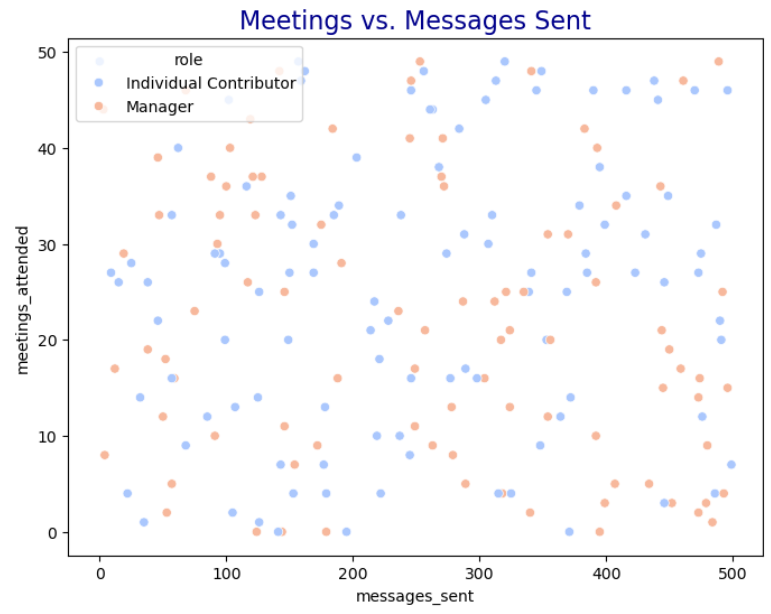 Meetings vs. Messages Sent
role
Individual Contributor
Manager
meetings_attended
50
40
30
20
10
0
0 100 200 300 400 500
messages_sent